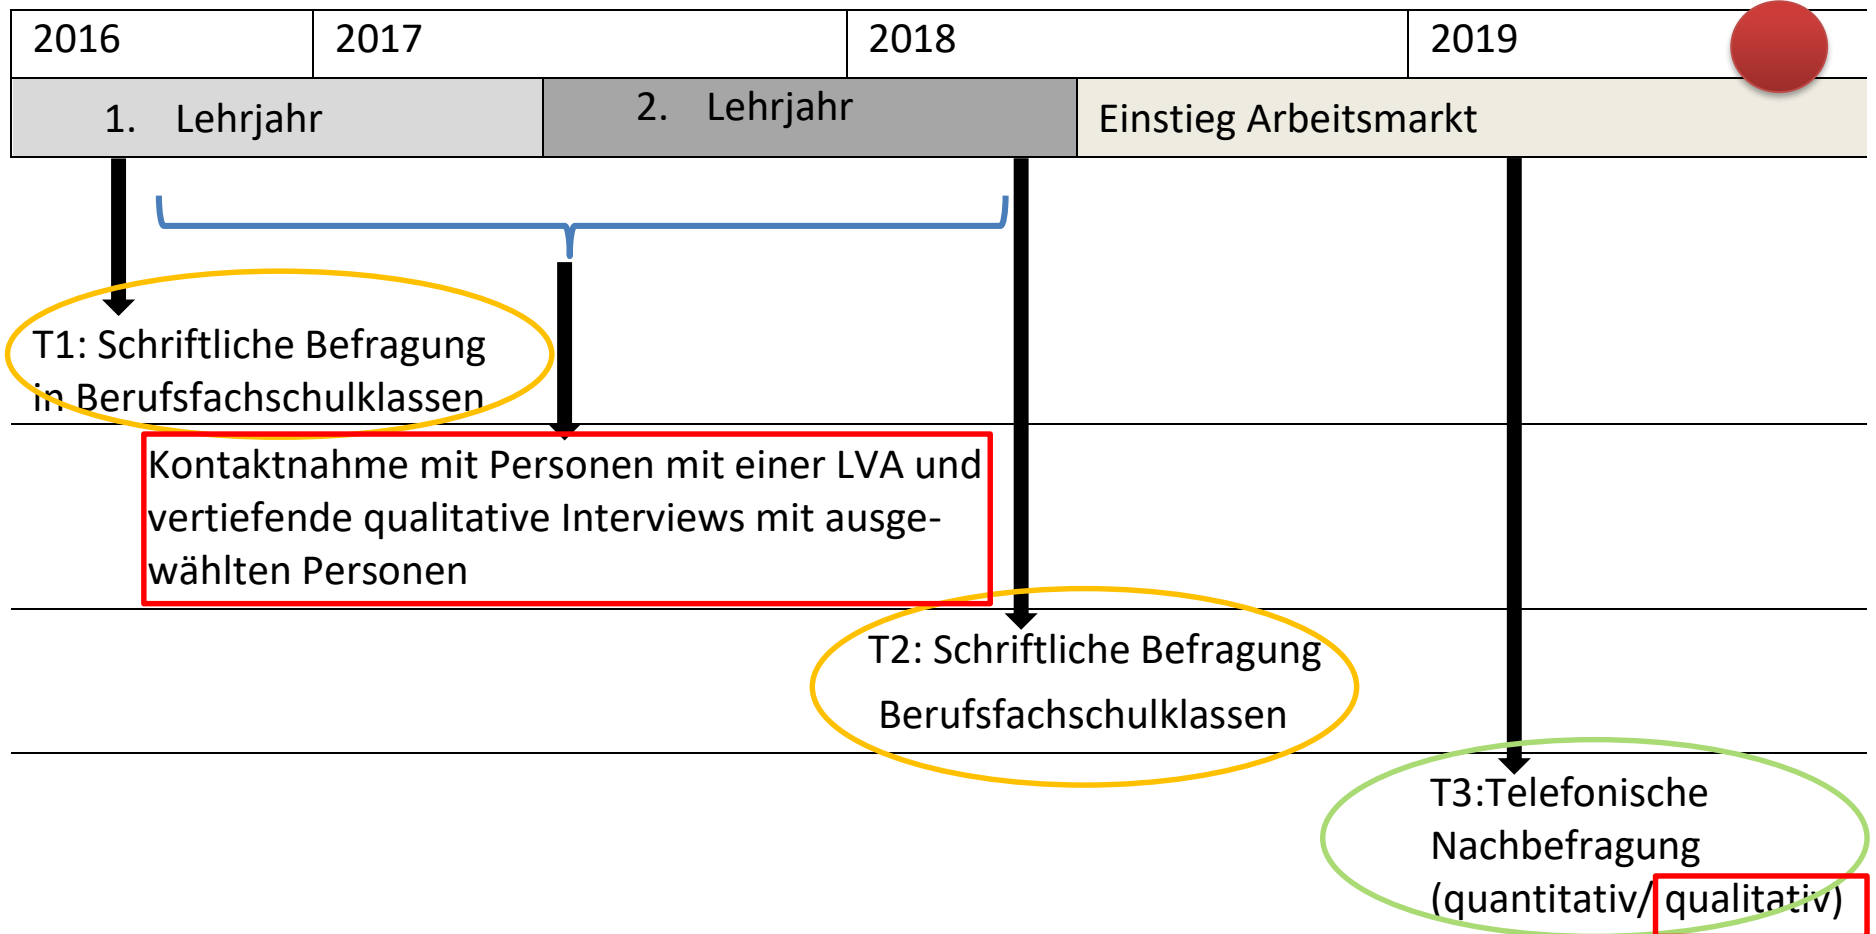 2016 2017 2018 2019
1. Lehrjahr 2. Lehrjahr Einstieg Arbeitsmarkt
T1: Schriftliche Befragung
in Berufsfachschulklassen
Kontaktnahme mit Personen mit einer LVA und
vertiefende qualitative Interviews mit ausge-
wählten Personen
T2: Schriftliche Befragung
Berufsfachschulklassen
T3:Telefonische
Nachbefragung
(quantitativ/ qualitativ)